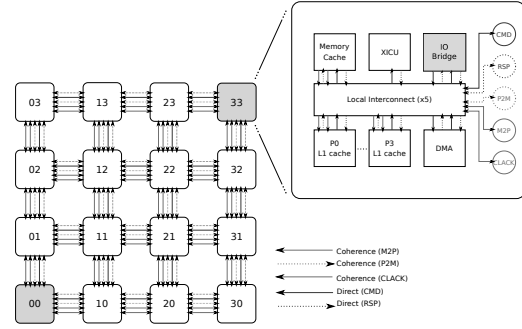 03 13 23 33
02 12 22 32
01 11 21 31
00 10 20 30
Memory
Cache
XICU
IO
Bridge
Local Interconnect (x5)
P0
L1 cache
P3
L1 cache
DMA
CMD
RSP
P2M
M2P
CLACK
Coherence (M2P)
Coherence (P2M)
Coherence (CLACK)
Direct (CMD)
Direct (RSP)